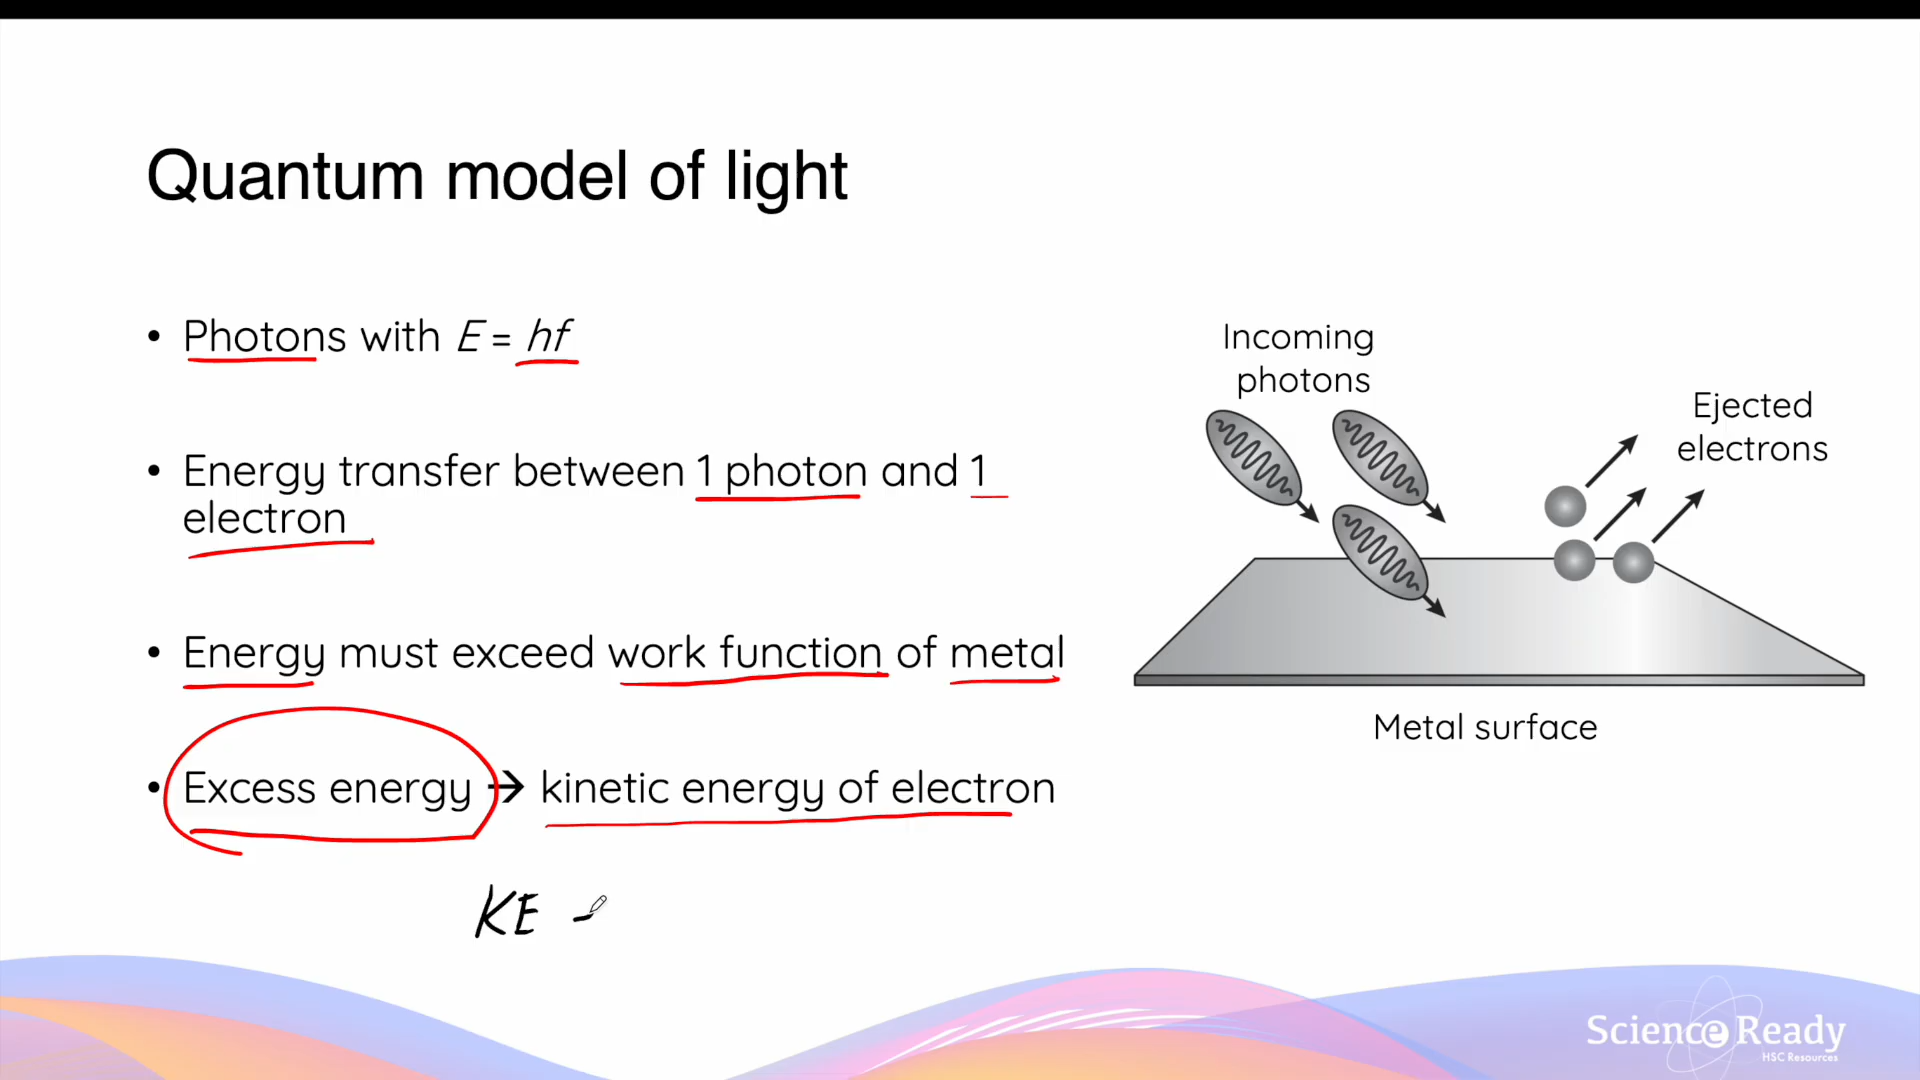 Quantum model of light
• Photons with E = hf
• Energy transfer between 1 photon and 1
electron
• Energy must exceed work function of metal
• Excess energy → kinetic energy of electron
KE -
Incoming
photons
Ejected
electrons
Metal surface
Science Ready
HSC Resources